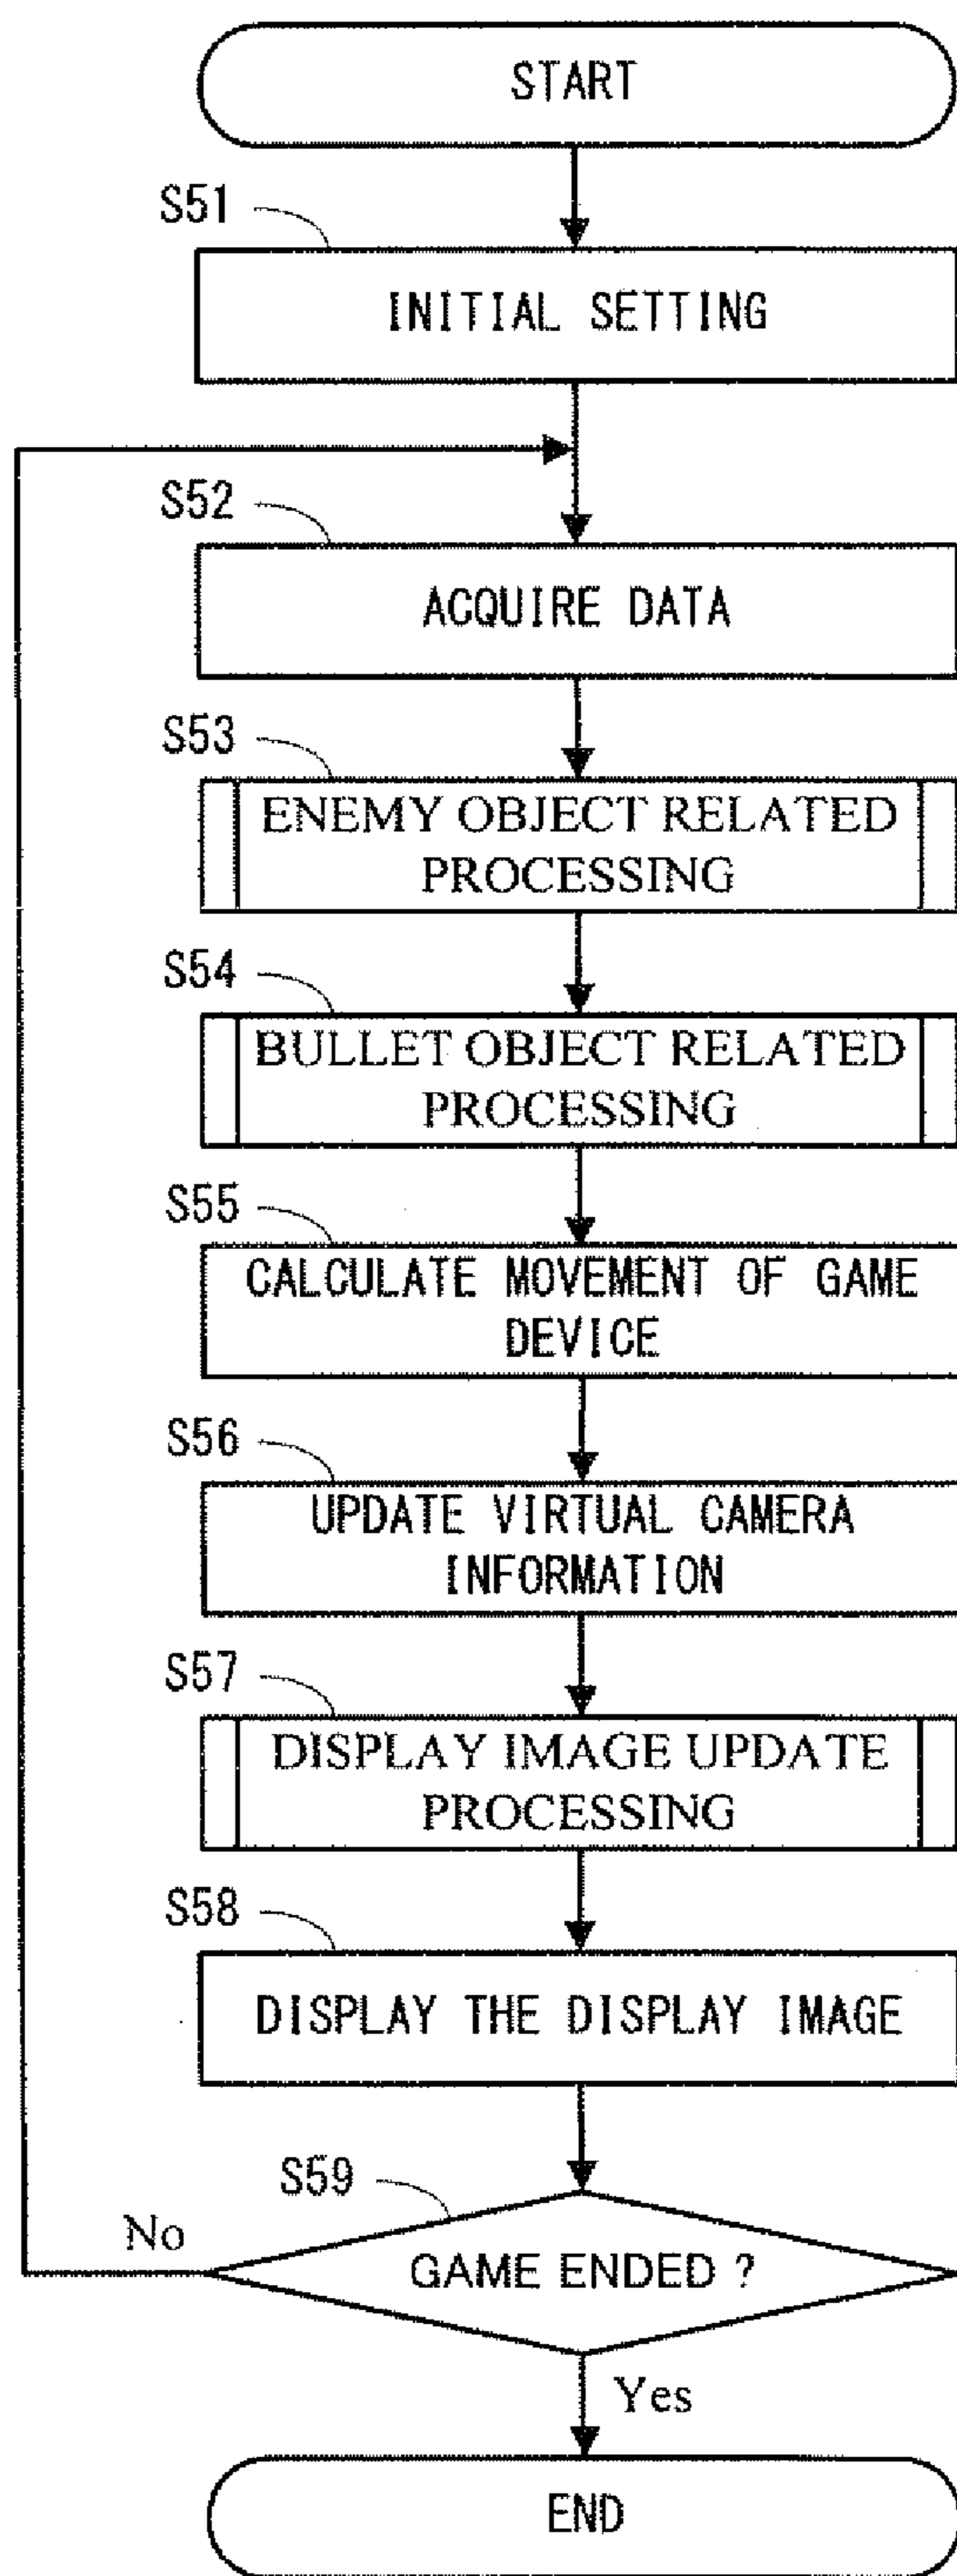 START
S51
INITIAL SETTING
S52
ACQUIRE DATA
S53
ENEMY OBJECT RELATED
PROCESSING
S54
BULLET OBJECT RELATED
PROCESSING
S55
CALCULATE MOVEMENT OF GAME
DEVICE
S56
UPDATE VIRTUAL CAMERA
INFORMATION
S57
DISPLAY IMAGE UPDATE
PROCESSING
S58
DISPLAY THE DISPLAY IMAGE
S59
No
GAME ENDED ?
Yes
END